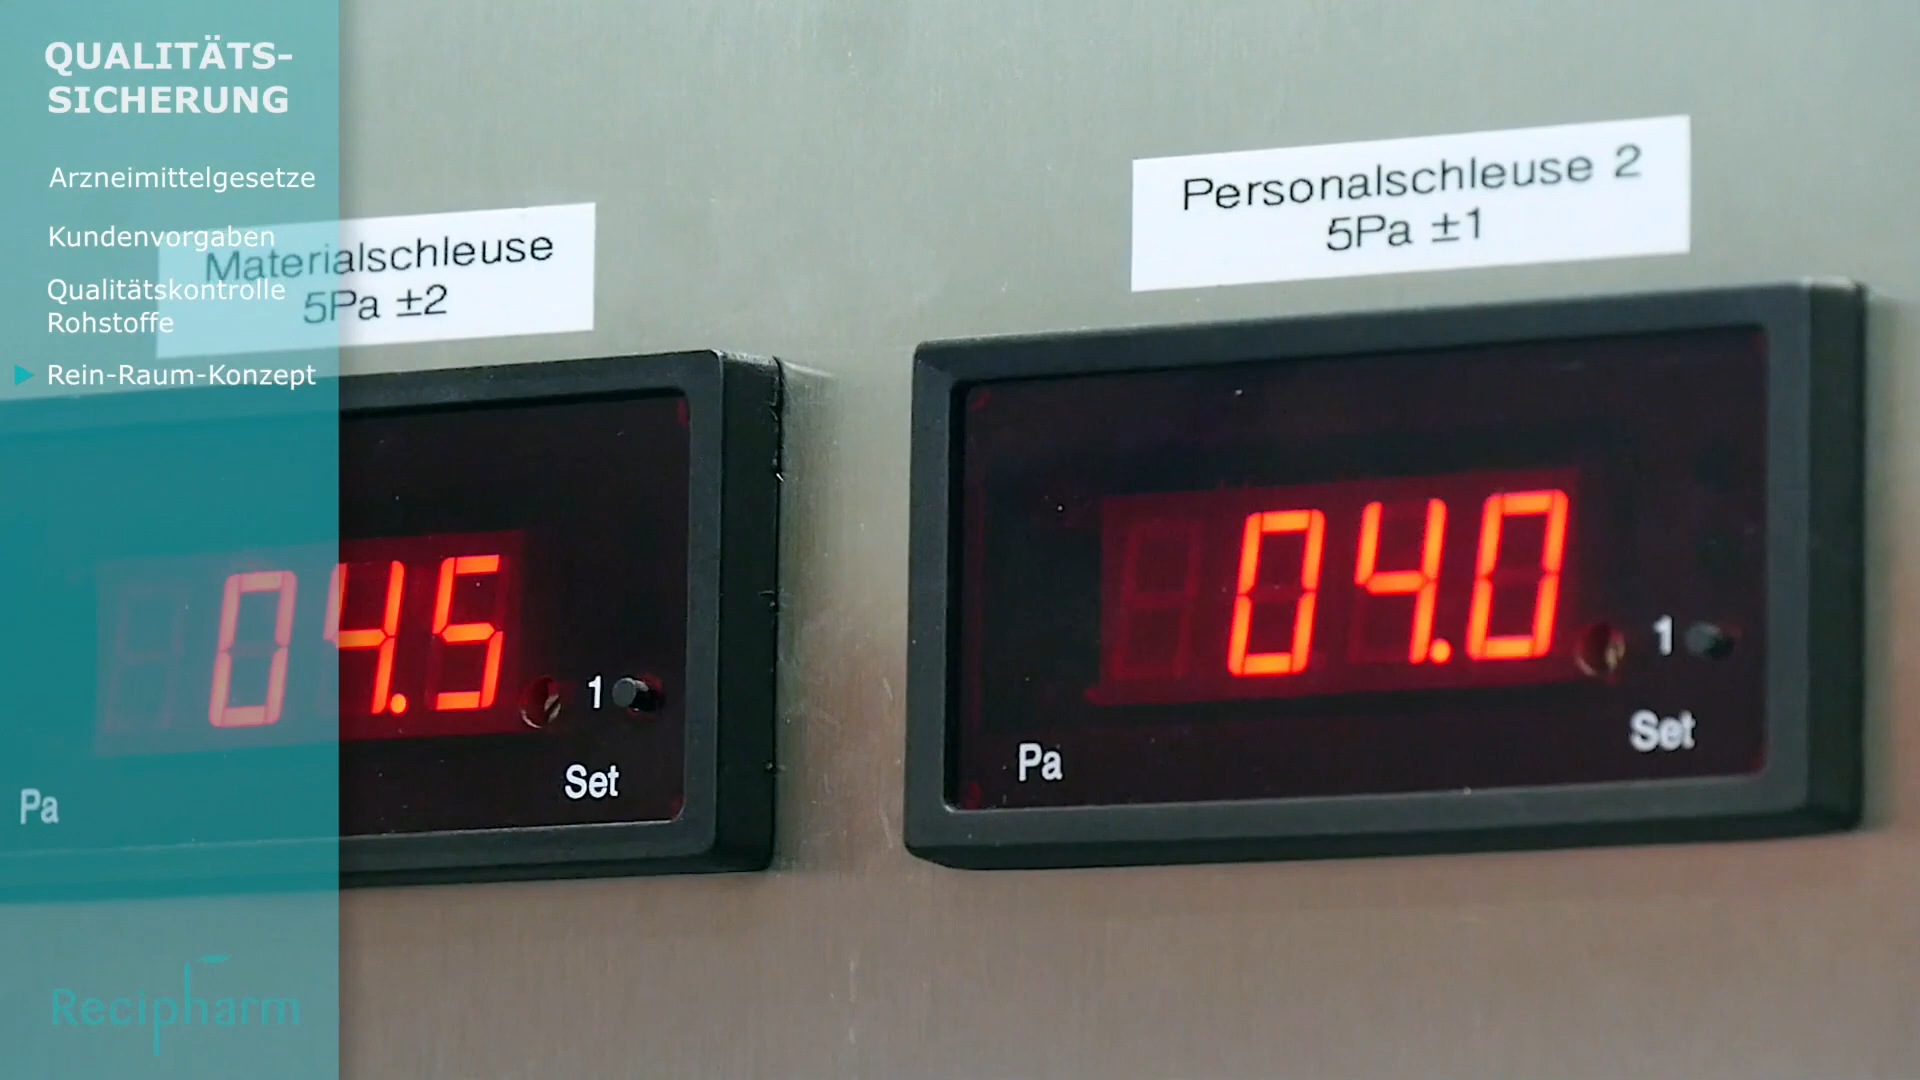 QUALITÄTS-
SICHERUNG
Arzneimittelgesetze
Kundenvorgaben
Qualitätskontrolle
Rohstoffe
Rein-Raum-Konzept
Recipharm
Materialschleuse
5Pa ±2
04.5
1
Set
Pa
Personalschleuse 2
5Pa ±1
04.0
1
Set
Pa